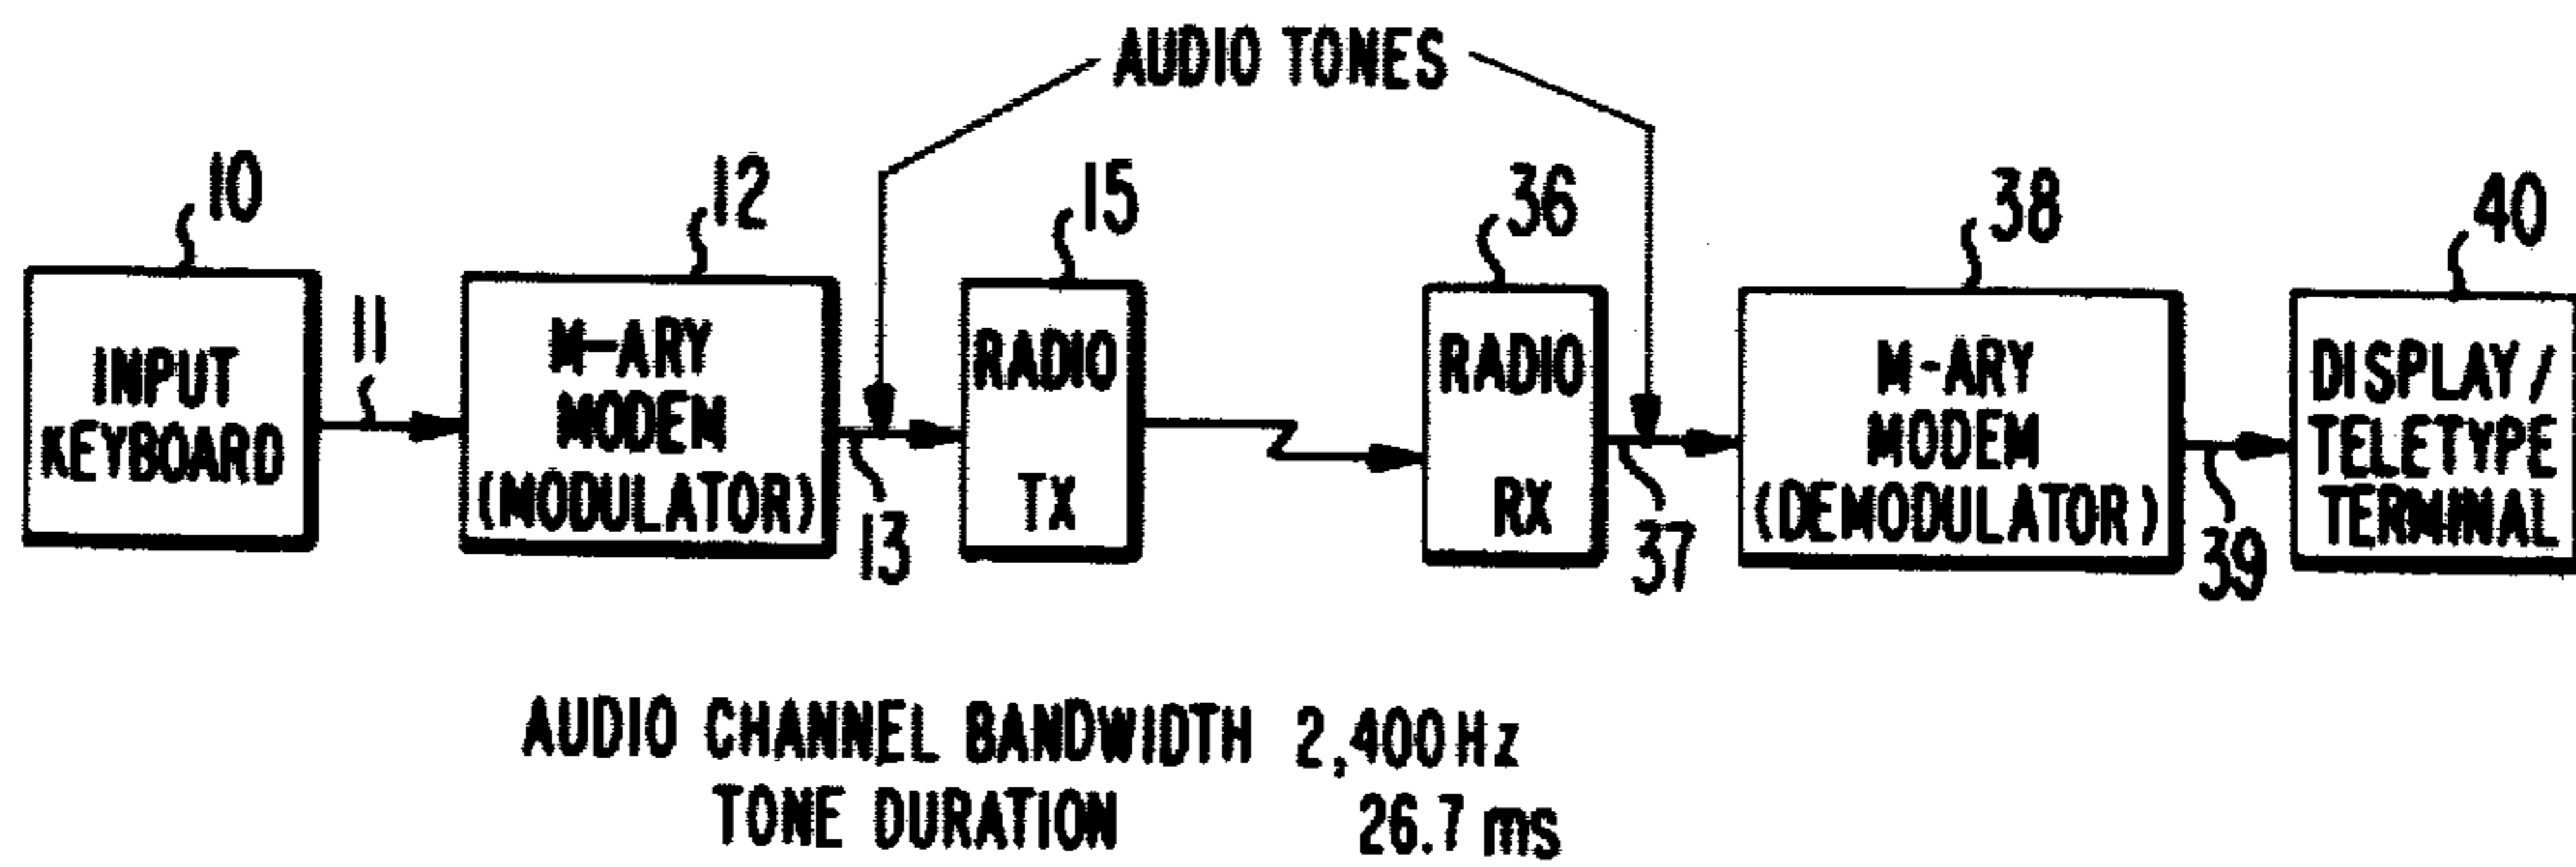 AUDIO TONES
10
12
15
36
38
40
INPUT
KEYBOARD
11
M-ARY
MODEM
(MODULATOR)
13
RADIO
TX
RADIO
RX
37
M-ARY
MODEM
(DEMODULATOR)
39
DISPLAY/
TELETYPE
TERMINAL
AUDIO CHANNEL BANDWIDTH 2,400 Hz
TONE DURATION 26.7 ms